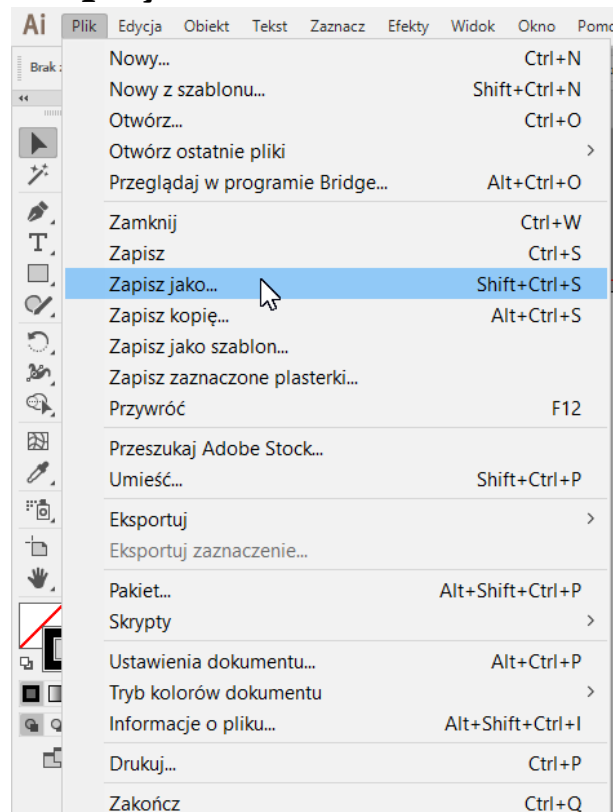 Ai Plik Edycja Obiekt Tekst Zaznacz Efekty Widok Okno Pomo
Brak
Nowy... Ctrl+N
Nowy z szablonu... Shift+Ctrl+N
Otwórz... Ctrl+O
Otwórz ostatnie pliki
Przeglądaj w programie Bridge... Alt+Ctrl+O
Zamknij Ctrl+W
Zapisz Ctrl+S
Zapisz jako... Shift+Ctrl+S
Zapisz kopię... Alt+Ctrl+S
Zapisz jako szablon...
Zapisz zaznaczone plasterki...
Przywróć F12
Przeszukaj Adobe Stock...
Umieść... Shift+Ctrl+P
Eksportuj
Eksportuj zaznaczenie...
Pakiet... Alt+Shift+Ctrl+P
Skrypty
Ustawienia dokumentu... Alt+Ctrl+P
Tryb kolorów dokumentu
Informacje o pliku... Alt+Shift+Ctrl+I
Drukuj... Ctrl+P
Zakończ Ctrl+Q